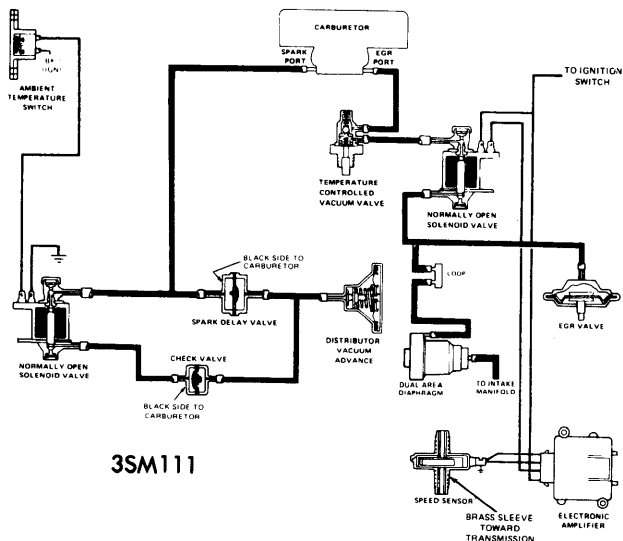 CARBURETOR
SPARK
PORT
EGR
PORT
AMBIENT
TEMPERATURE
SWITCH
TO IGNITION
SWITCH
TEMPERATURE
CONTROLLED
VACUUM VALVE
NORMALLY OPEN
SOLENOID VALVE
BLACK SIDE TO
CARBURETOR
LOOP
SPARK DELAY VALVE
DISTRIBUTOR
VACUUM
ADVANCE
EGR VALVE
NORMALLY OPEN
SOLENOID VALVE
CHECK VALVE
BLACK SIDE TO
CARBURETOR
DUAL AREA
DIAPHRAGM
TO INTAKE
MANIFOLD
3SM111
SPEED SENSOR
BRASS SLEEVE
TOWARD
TRANSMISSION
ELECTRONIC
AMPLIFIER